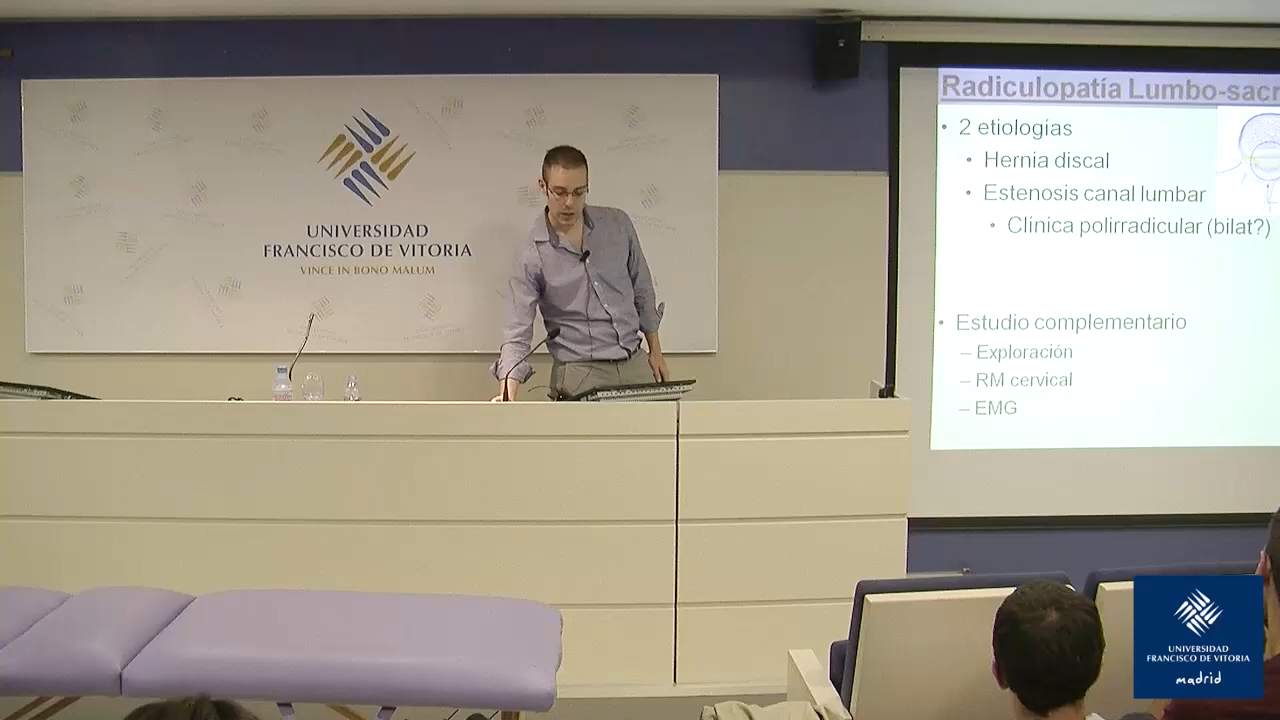 UNIVERSIDAD
FRANCISCO DE VITORIA
VINCE IN BONO MALUM
Radiculopatía Lumbo-sacr
• 2 etiologías
• Hernia discal
• Estenosis canal lumbar
• Clínica polirradicular (bilat?)
• Estudio complementario
– Exploración
– RM cervical
– EMG
UNIVERSIDAD
FRANCISCO DE VITORIA
madrid